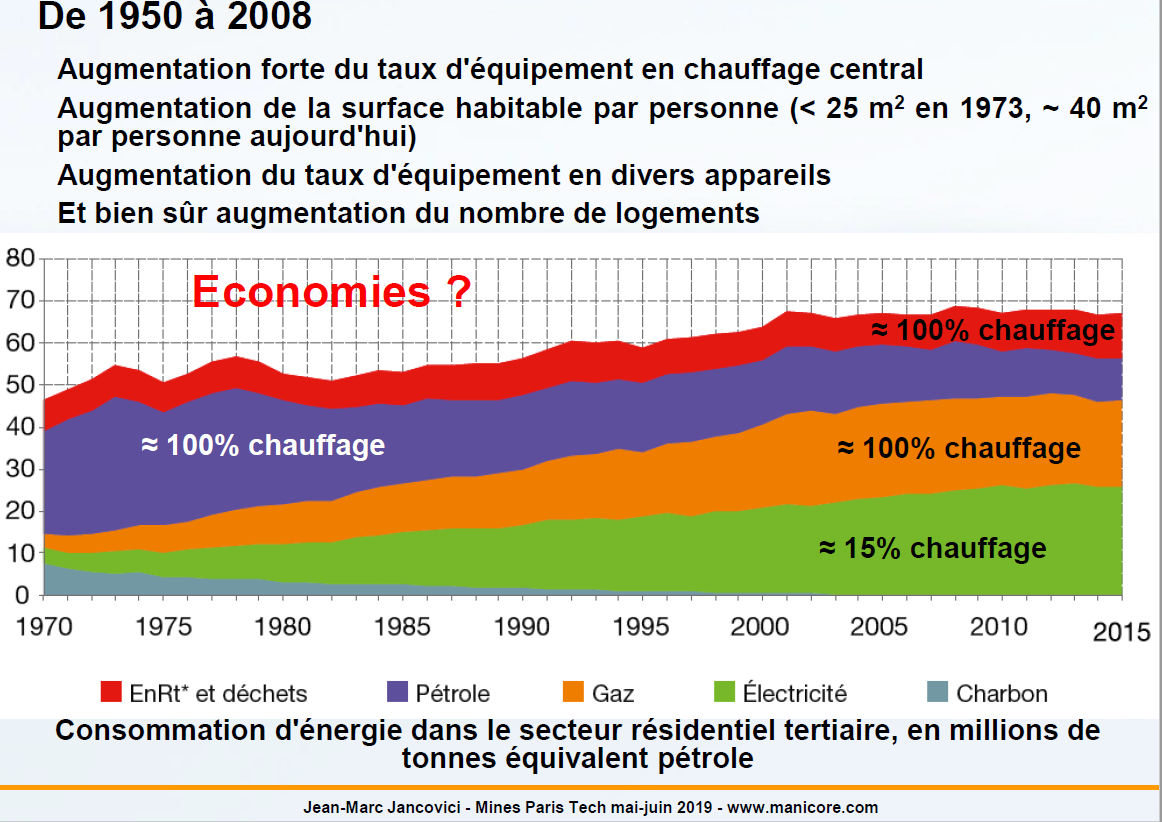 De 1950 à 2008
Augmentation forte du taux d'équipement en chauffage central
Augmentation de la surface habitable par personne (< 25 m² en 1973, ~ 40 m²
par personne aujourd'hui)
Augmentation du taux d'équipement en divers appareils
Et bien sûr augmentation du nombre de logements
80
Economies ?
70
≈ 100% chauffage
60
50
≈ 100% chauffage
40
≈ 100% chauffage
30
20
≈ 15% chauffage
10
0
1970 1975 1980 1985 1990 1995 2000 2005 2010 2015
EnRt* et déchets Pétrole Gaz Électricité Charbon
Consommation d'énergie dans le secteur résidentiel tertiaire, en millions de
tonnes équivalent pétrole
Jean-Marc Jancovici - Mines Paris Tech mai-juin 2019 - www.manicore.com